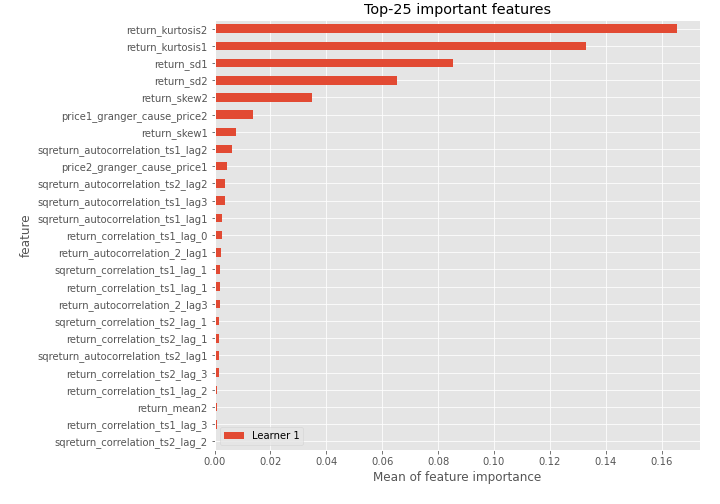 Top-25 important features
return_kurtosis2
return_kurtosis1
return_sd1
return_sd2
return_skew2
price1_granger_cause_price2
return_skew1
sqreturn_autocorrelation_ts1_lag2
price2_granger_cause_price1
sqreturn_autocorrelation_ts2_lag2
sqreturn_autocorrelation_ts1_lag3
sqreturn_autocorrelation_ts1_lag1
return_correlation_ts1_lag_0
return_autocorrelation_2_lag1
sqreturn_correlation_ts1_lag_1
return_correlation_ts1_lag_1
return_autocorrelation_2_lag3
sqreturn_correlation_ts2_lag_1
return_correlation_ts2_lag_1
sqreturn_autocorrelation_ts2_lag1
sqreturn_correlation_ts2_lag_3
return_correlation_ts1_lag_2
return_mean2
return_correlation_ts1_lag_3
sqreturn_correlation_ts2_lag_2
feature
Learner 1
0.00 0.02 0.04 0.06 0.08 0.10 0.12 0.14 0.16
Mean of feature importance